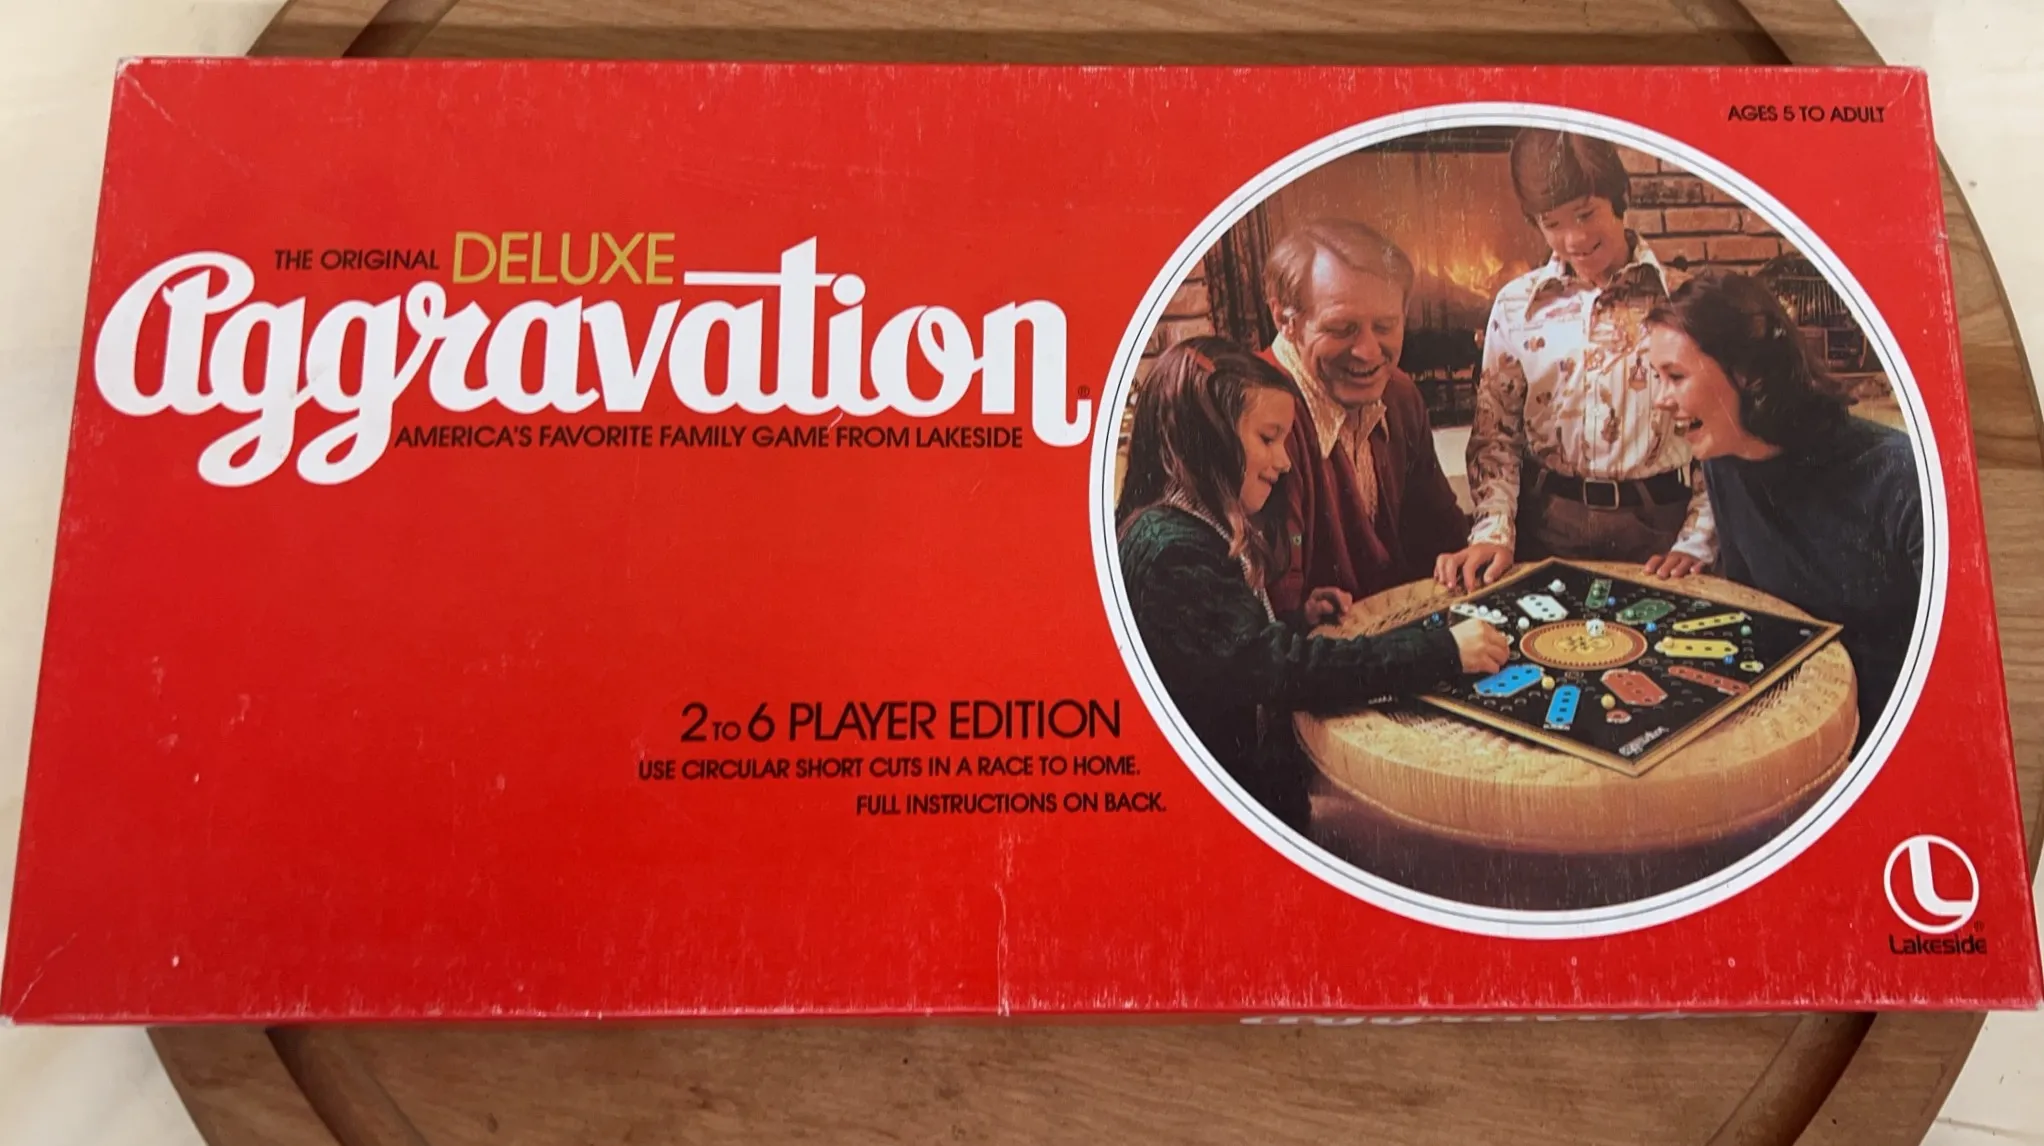 AGES 5 TO ADULT
THE ORIGINAL DELUXE
Aggravation®
AMERICA'S FAVORITE FAMILY GAME FROM LAKESIDE
2 TO 6 PLAYER EDITION
USE CIRCULAR SHORT CUTS IN A RACE TO HOME.
FULL INSTRUCTIONS ON BACK.
L®
Lakeside